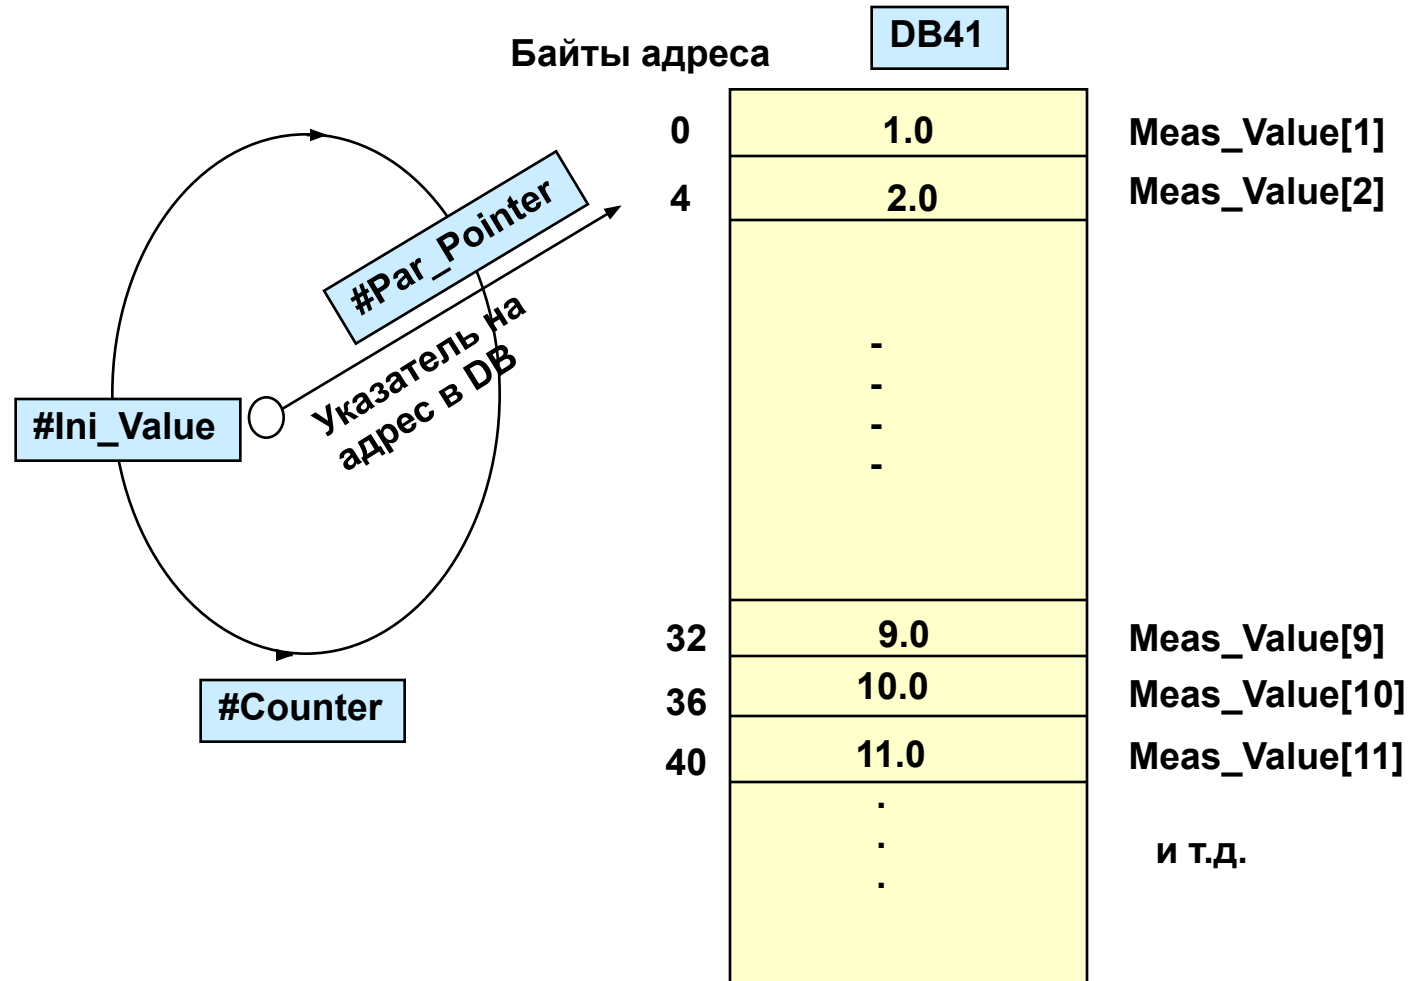 Байты адреса
DB41
0
1.0
Meas_Value[1]
4
2.0
Meas_Value[2]
#Par_Pointer
Указатель на
адрес в DB
#Ini_Value
-
-
-
-
32
9.0
Meas_Value[9]
36
10.0
Meas_Value[10]
#Counter
40
11.0
Meas_Value[11]
.
.
.
и т.д.